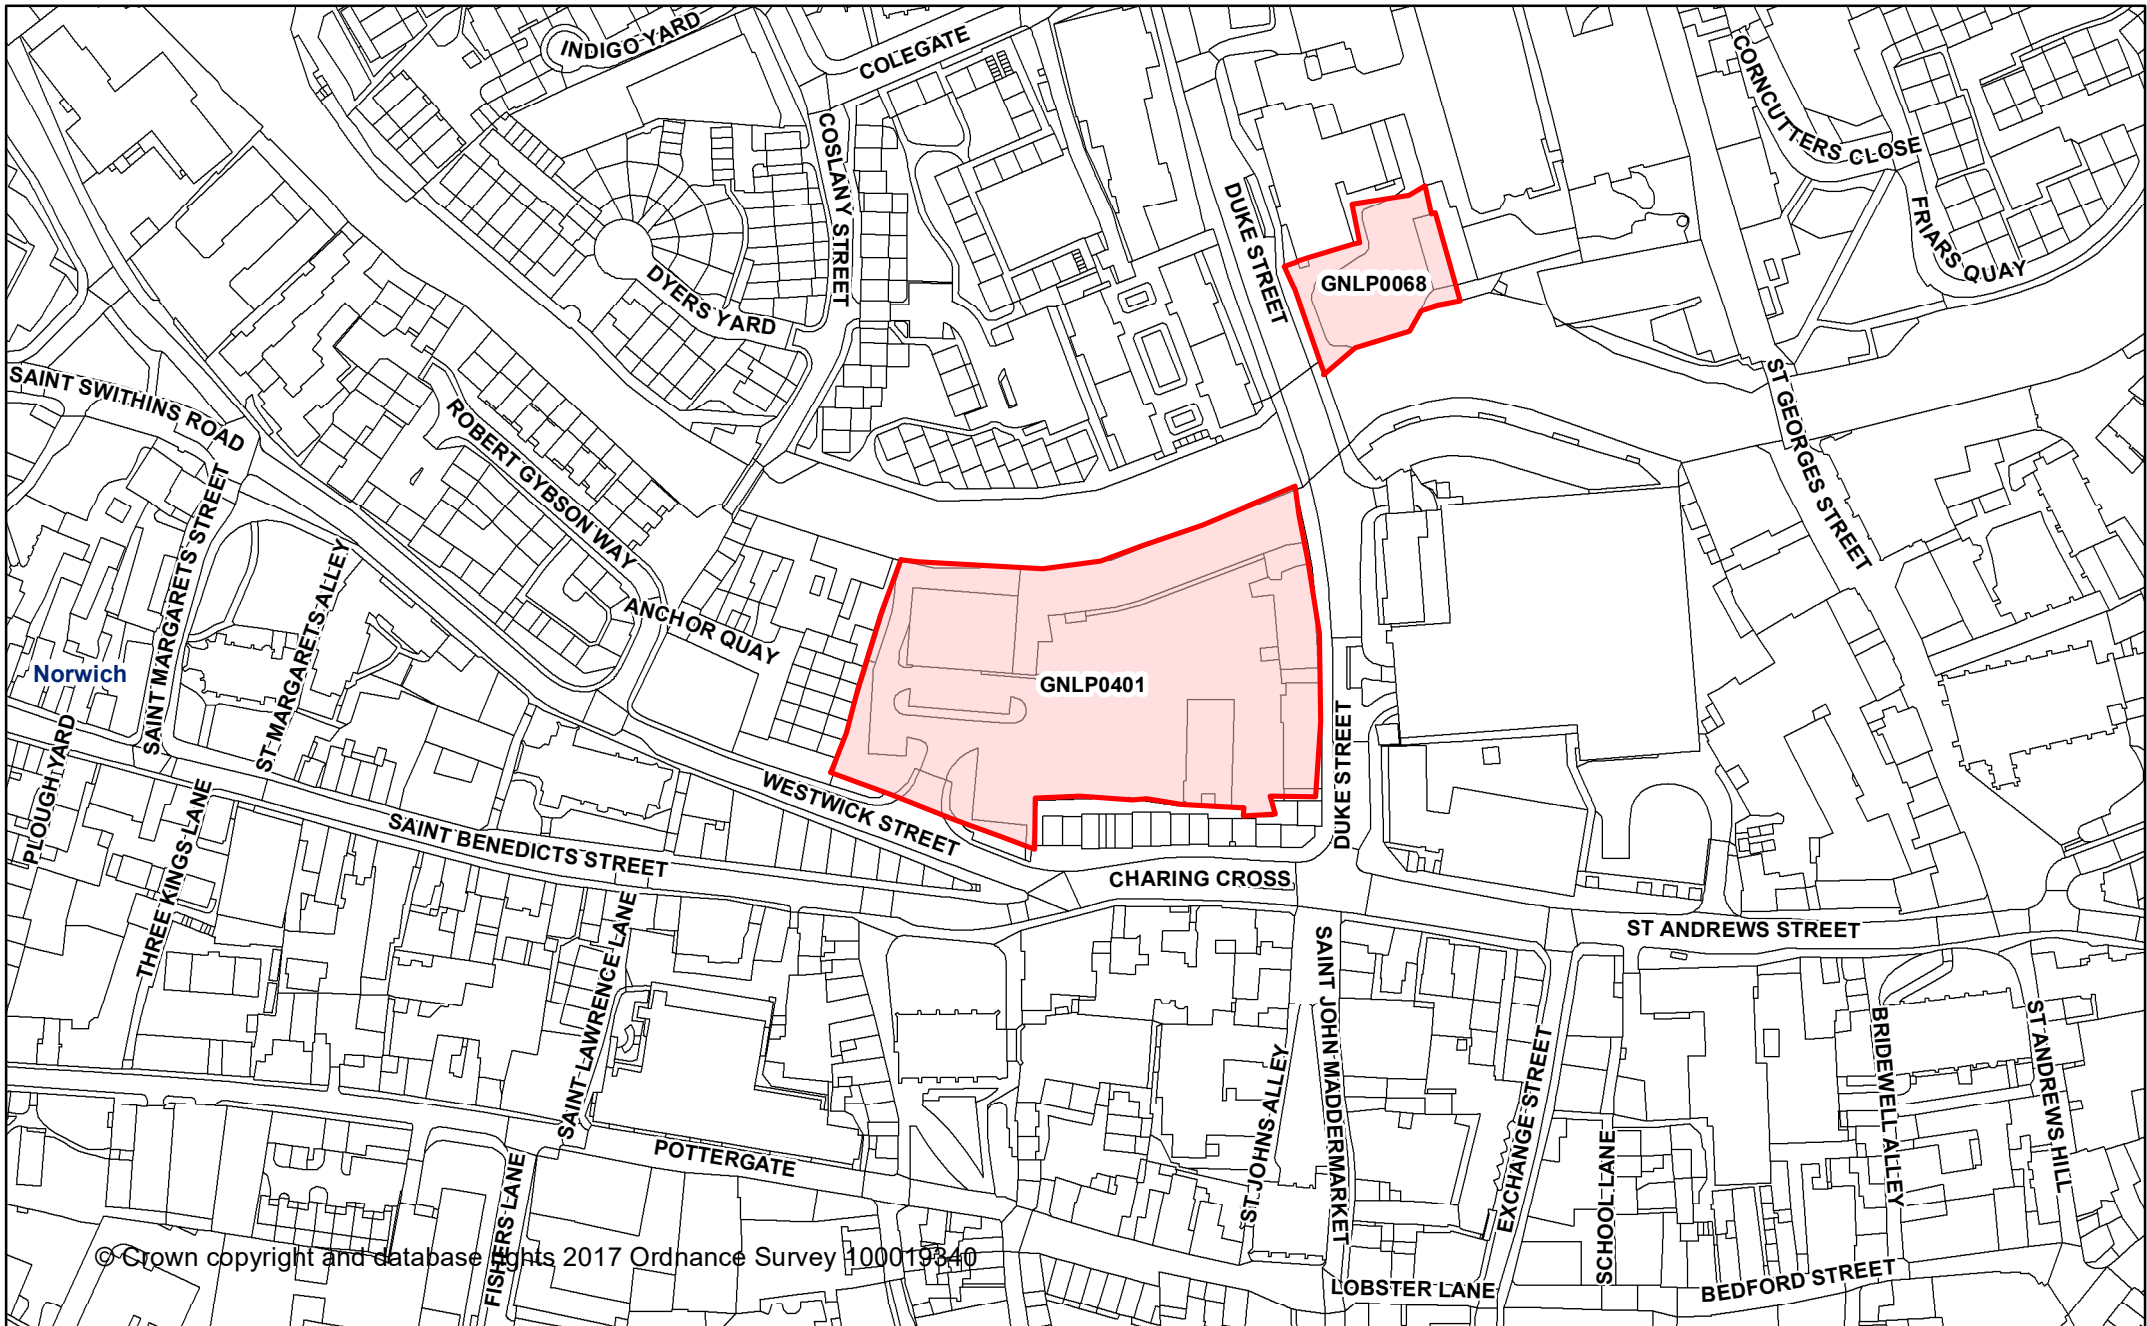 INDIGO YARD
COLEGATE
CORNCUTTERS CLOSE
COSLANY STREET
DUKE STREET
FRIARS QUAY
GNLP0068
DYERS YARD
SAINT SWITHINS ROAD
ROBERT GYBSON WAY
ST GEORGES STREET
SAINT MARGARETS STREET
ST MARGARETS ALLEY
ANCHOR QUAY
Norwich
GNLP0401
PLOUGH YARD
THREE KINGS LANE
WESTWICK STREET
DUKE STREET
SAINT BENEDICTS STREET
CHARING CROSS
ST ANDREWS STREET
SAINT LAWRENCE LANE
SAINT JOHN MADDERMARKET
ST JOHNS ALLEY
EXCHANGE STREET
SCHOOL LANE
BRIDEWELL ALLEY
ST ANDREWS HILL
POTTERGATE
FISHERS LANE
© Crown copyright and database rights 2017 Ordnance Survey 100019340
LOBSTER LANE
BEDFORD STREET